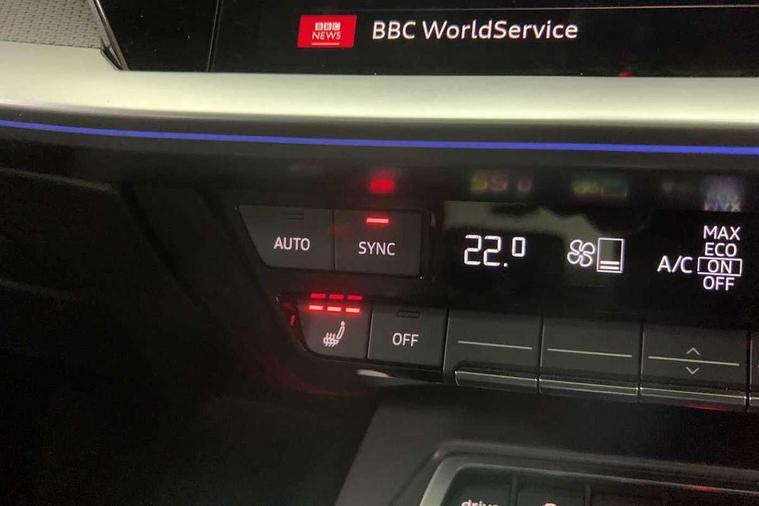 BBC
NEWS
BBC WorldService
AUTO
SYNC
22.0
A/C
MAX
ECO
ON
OFF
OFF